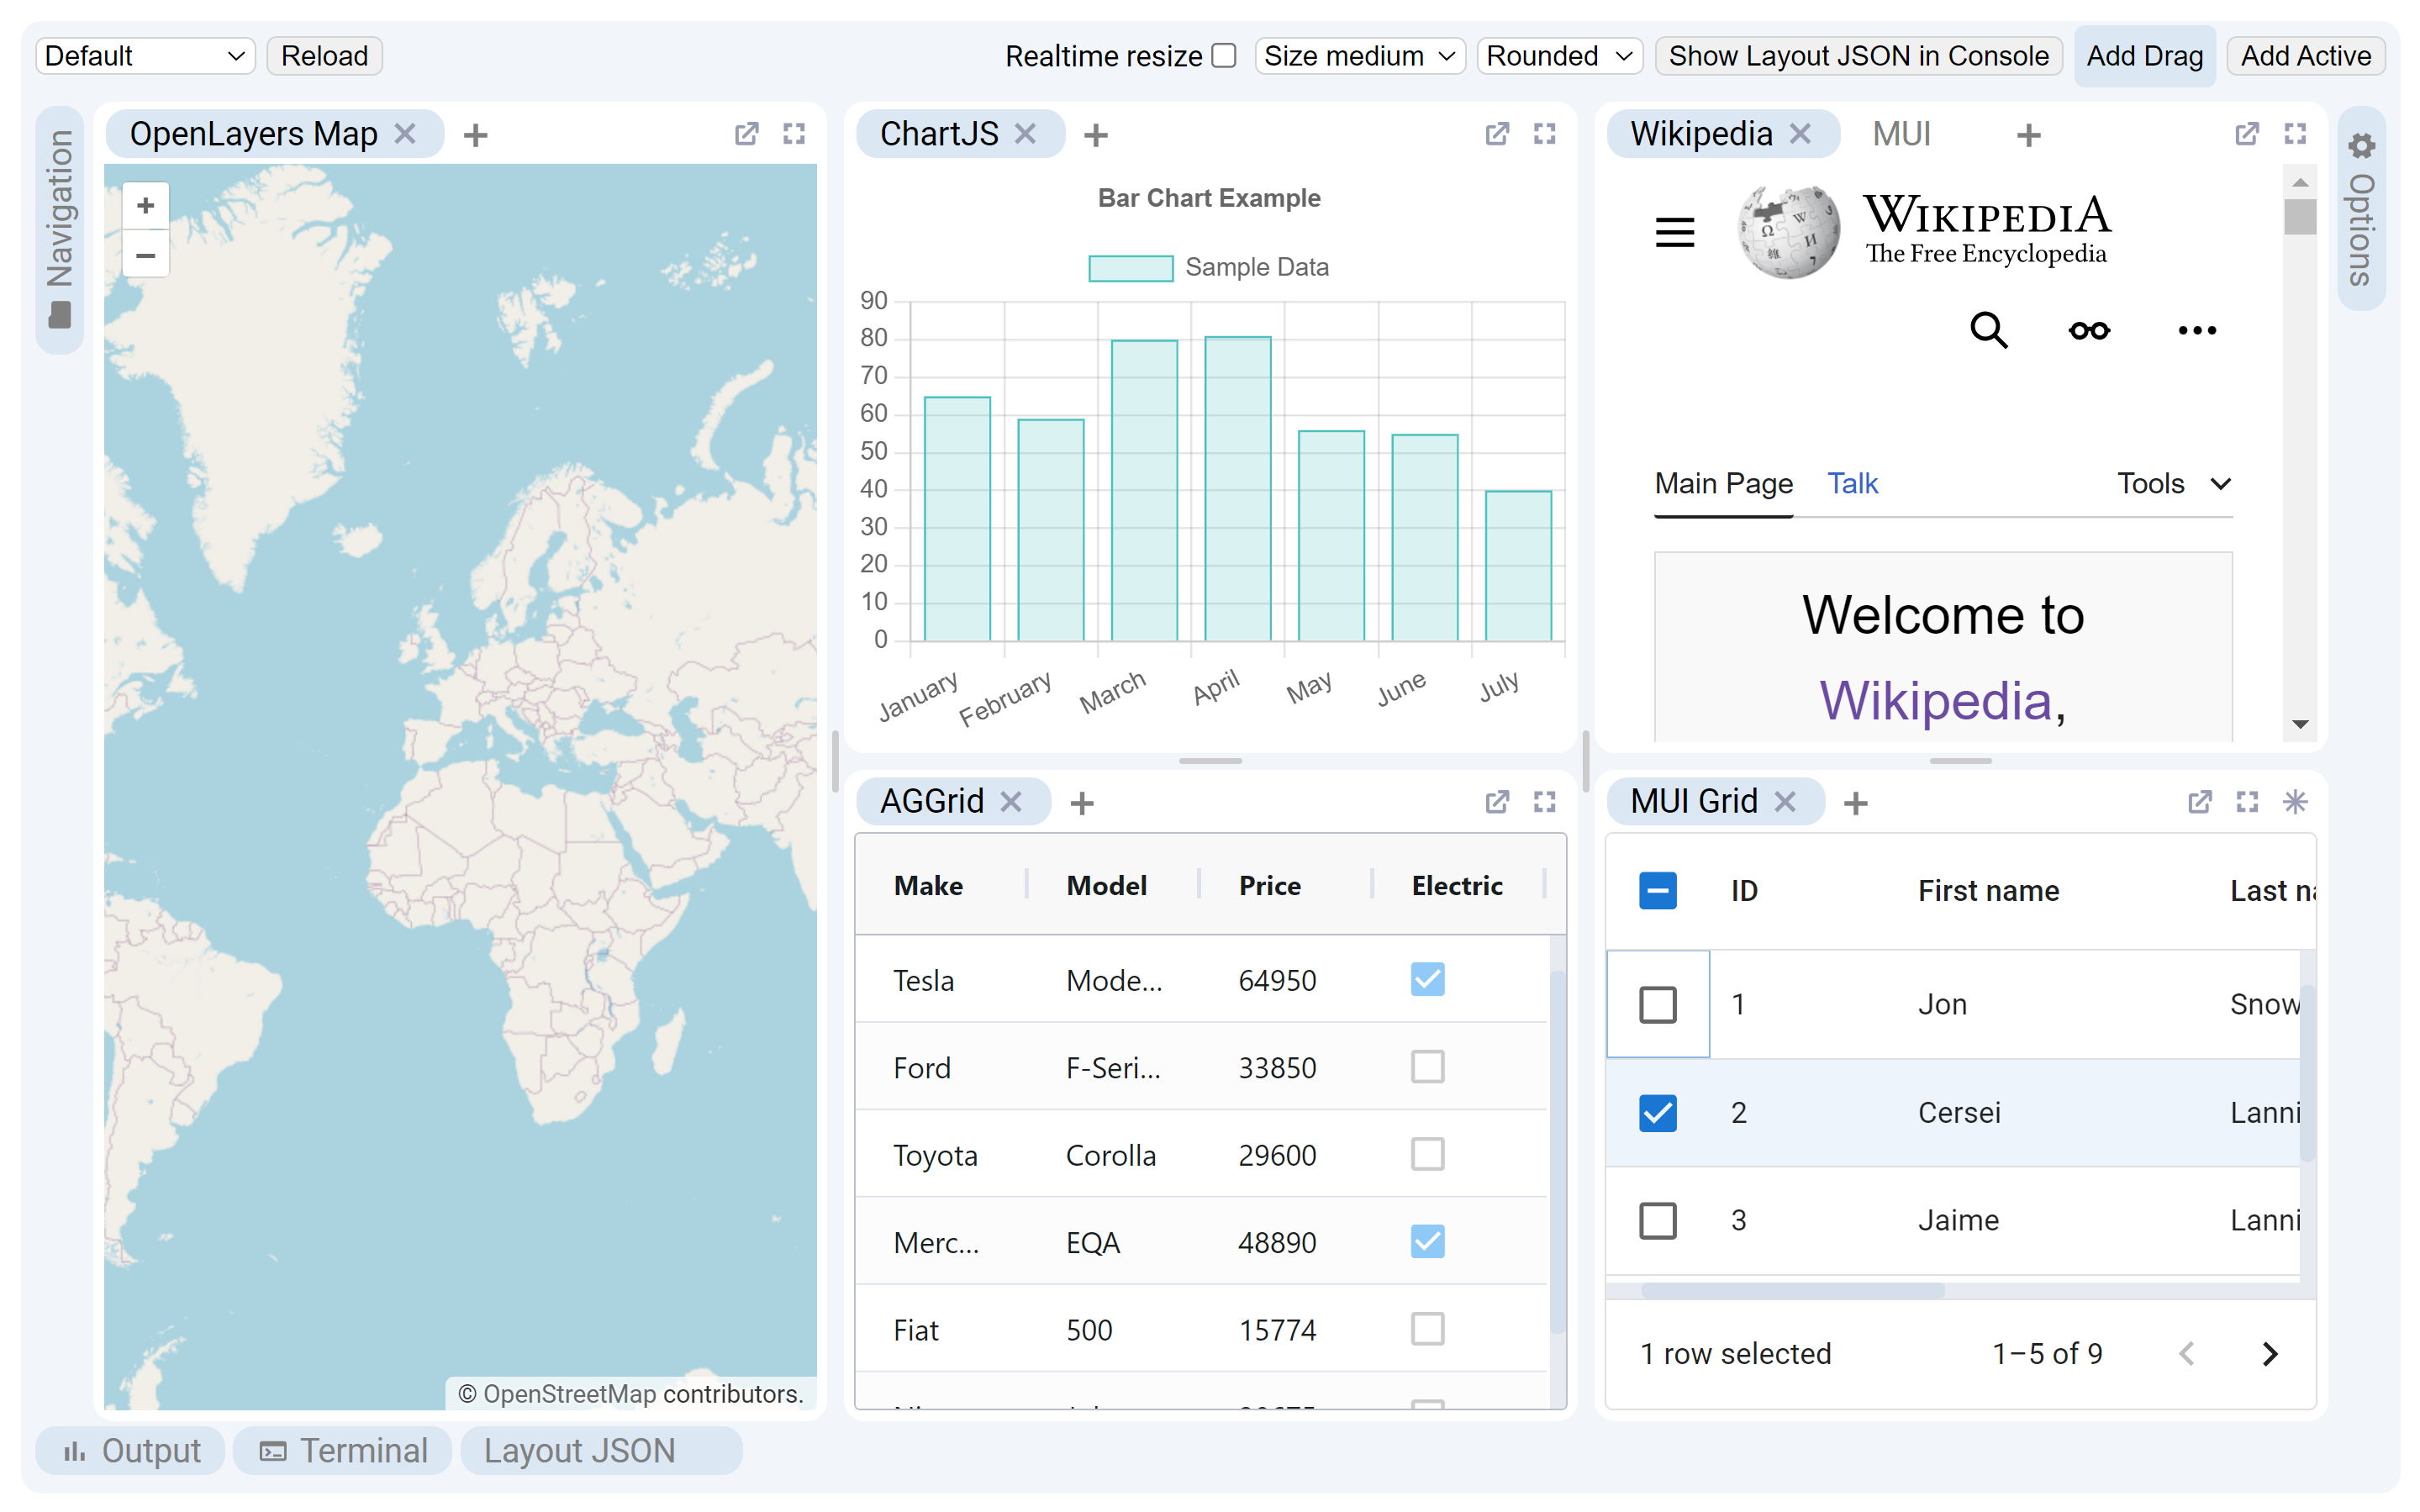 Default Reload Realtime resize Size medium Rounded Show Layout JSON in Console Add Drag Add Active
Navigation
OpenLayers Map
+
−
© OpenStreetMap contributors.
ChartJS
Bar Chart Example
Sample Data
90
80
70
60
50
40
30
20
10
0
January February March April May June July
Wikipedia MUI
WIKIPEDIA
The Free Encyclopedia
Main Page Talk Tools
Welcome to
Wikipedia,
Options
AGGrid
Make Model Price Electric
Tesla Mode... 64950
Ford F-Seri... 33850
Toyota Corolla 29600
Merc... EQA 48890
Fiat 500 15774
MUI Grid
ID First name Last n
1 Jon Snow
2 Cersei Lanni
3 Jaime Lanni
1 row selected 1–5 of 9
Output Terminal Layout JSON